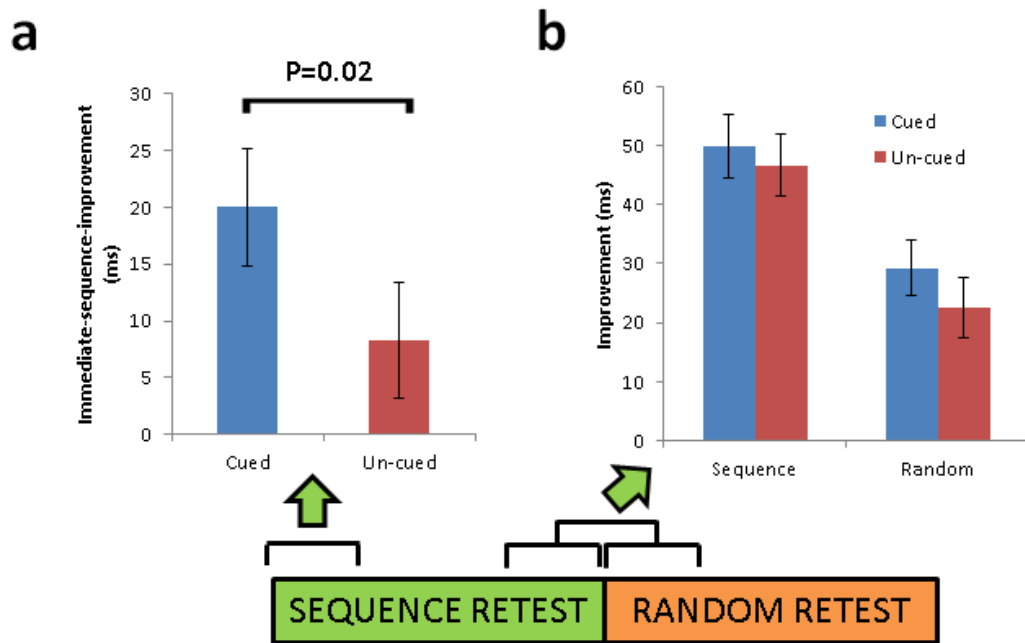 a
P=0.02
Immediate-sequence-improvement
(ms)
30
25
20
15
10
5
0
Cued
Un-cued
b
Improvement (ms)
60
50
40
30
20
10
0
Cued
Un-cued
Sequence
Random
SEQUENCE RETEST
RANDOM RETEST